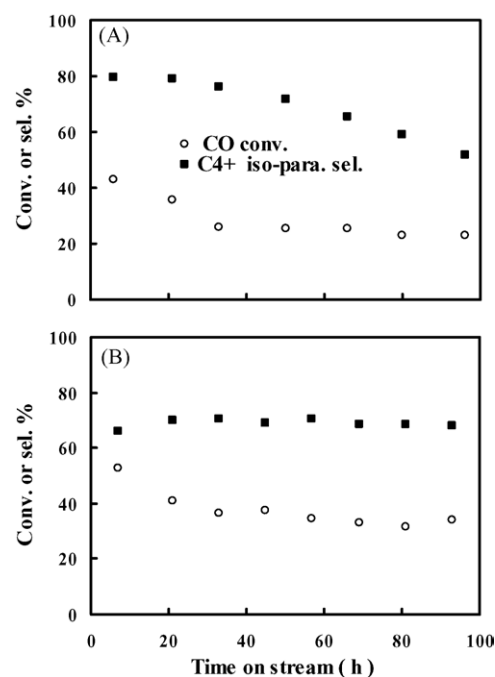 100
(A)
80
60
40
20
0
Conv. or sel. %
CO conv.
C4+ iso-para. sel.
100
(B)
80
60
40
20
0
Conv. or sel. %
0 20 40 60 80 100
Time on stream ( h )